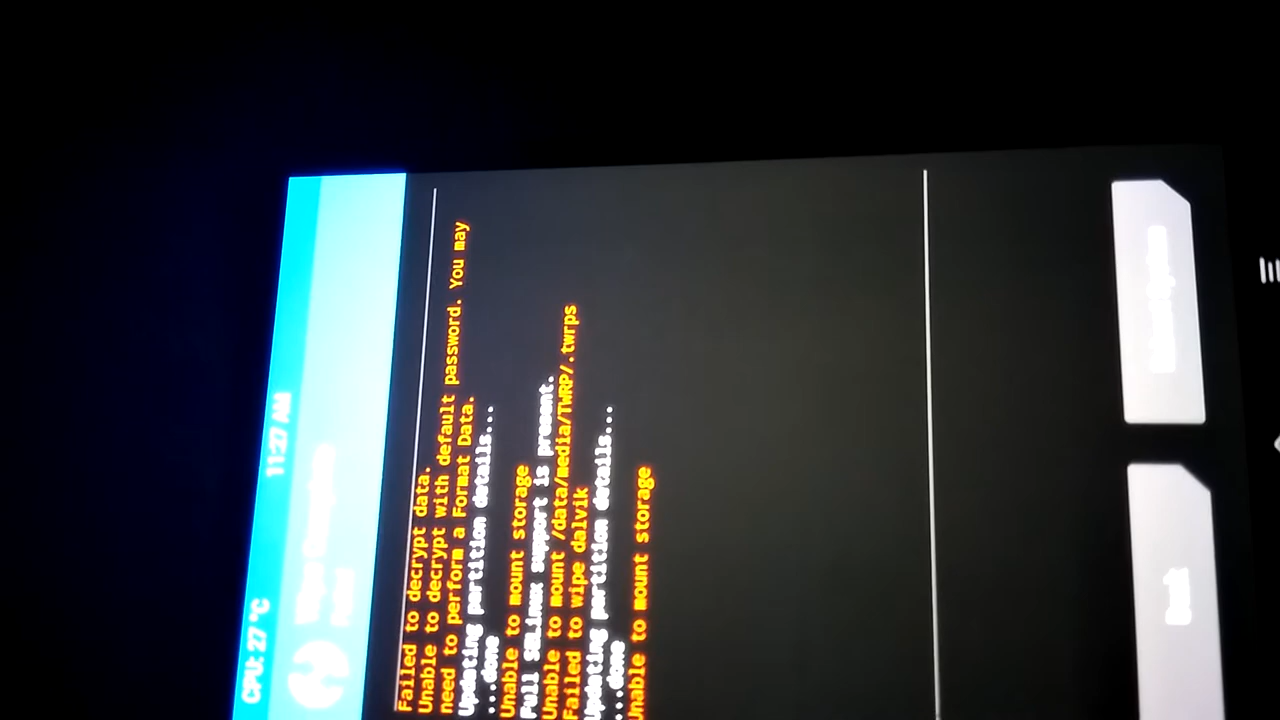 CPU: 27 °C 11:27 AM
Failed to decrypt data.
Unable to decrypt with default password. You may
need to perform a Format Data.
Updating partition details...
...done
Unable to mount storage
Full SELinux support is present.
Unable to mount /data/media/TWRP/.twrps
Failed to wipe dalvik
Updating partition details...
...done
Unable to mount storage